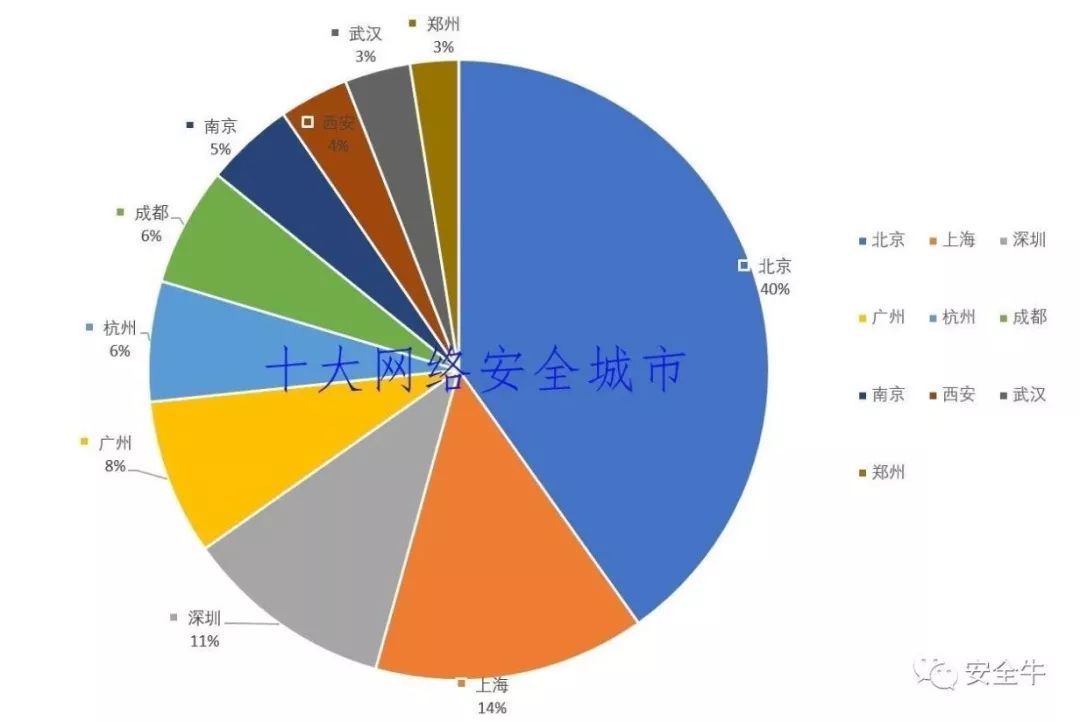 郑州
3%
武汉
3%
南京
5%
西安
4%
成都
6%
北京
40%
杭州
6%
十大网络安全城市
广州
8%
深圳
11%
上海
14%
北京 上海 深圳
广州 杭州 成都
南京 西安 武汉
郑州
安全牛